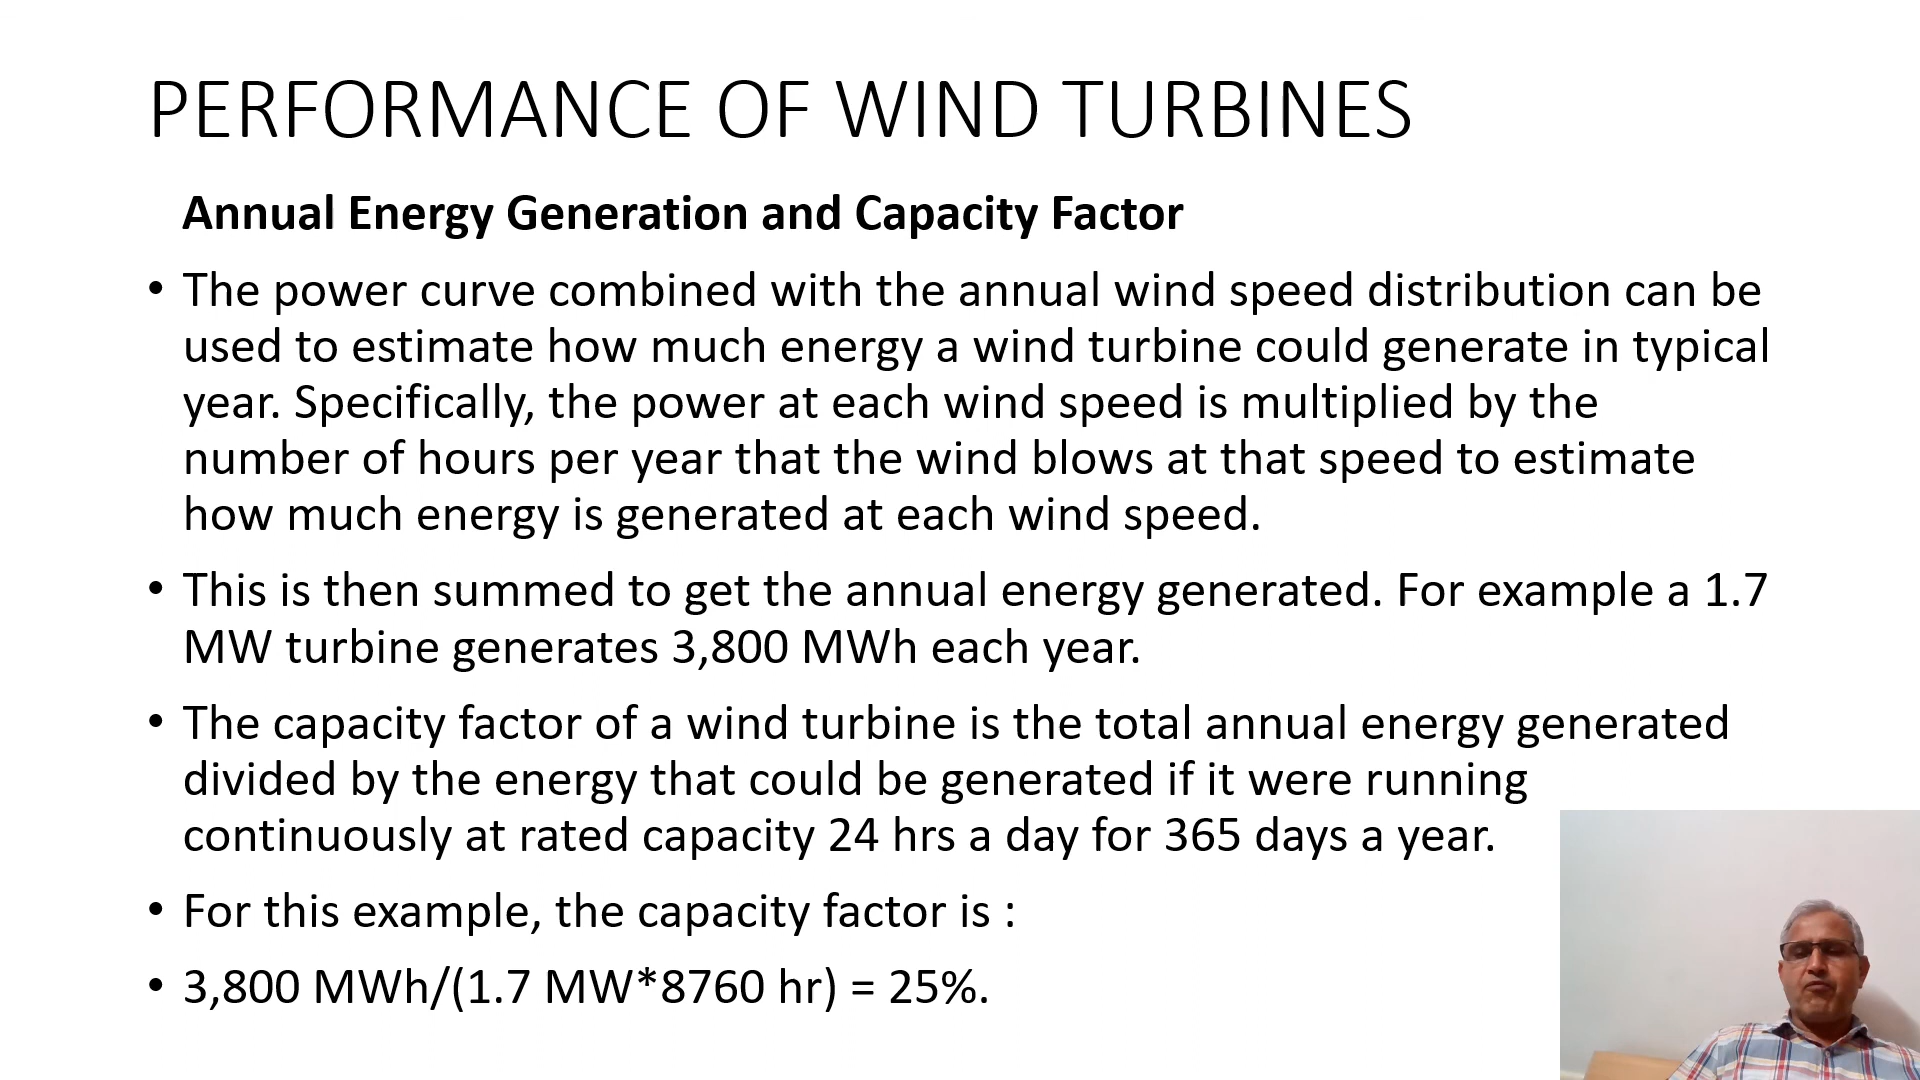 PERFORMANCE OF WIND TURBINES
Annual Energy Generation and Capacity Factor
• The power curve combined with the annual wind speed distribution can be
used to estimate how much energy a wind turbine could generate in typical
year. Specifically, the power at each wind speed is multiplied by the
number of hours per year that the wind blows at that speed to estimate
how much energy is generated at each wind speed.
• This is then summed to get the annual energy generated. For example a 1.7
MW turbine generates 3,800 MWh each year.
• The capacity factor of a wind turbine is the total annual energy generated
divided by the energy that could be generated if it were running
continuously at rated capacity 24 hrs a day for 365 days a year.
• For this example, the capacity factor is :
• 3,800 MWh/(1.7 MW*8760 hr) = 25%.